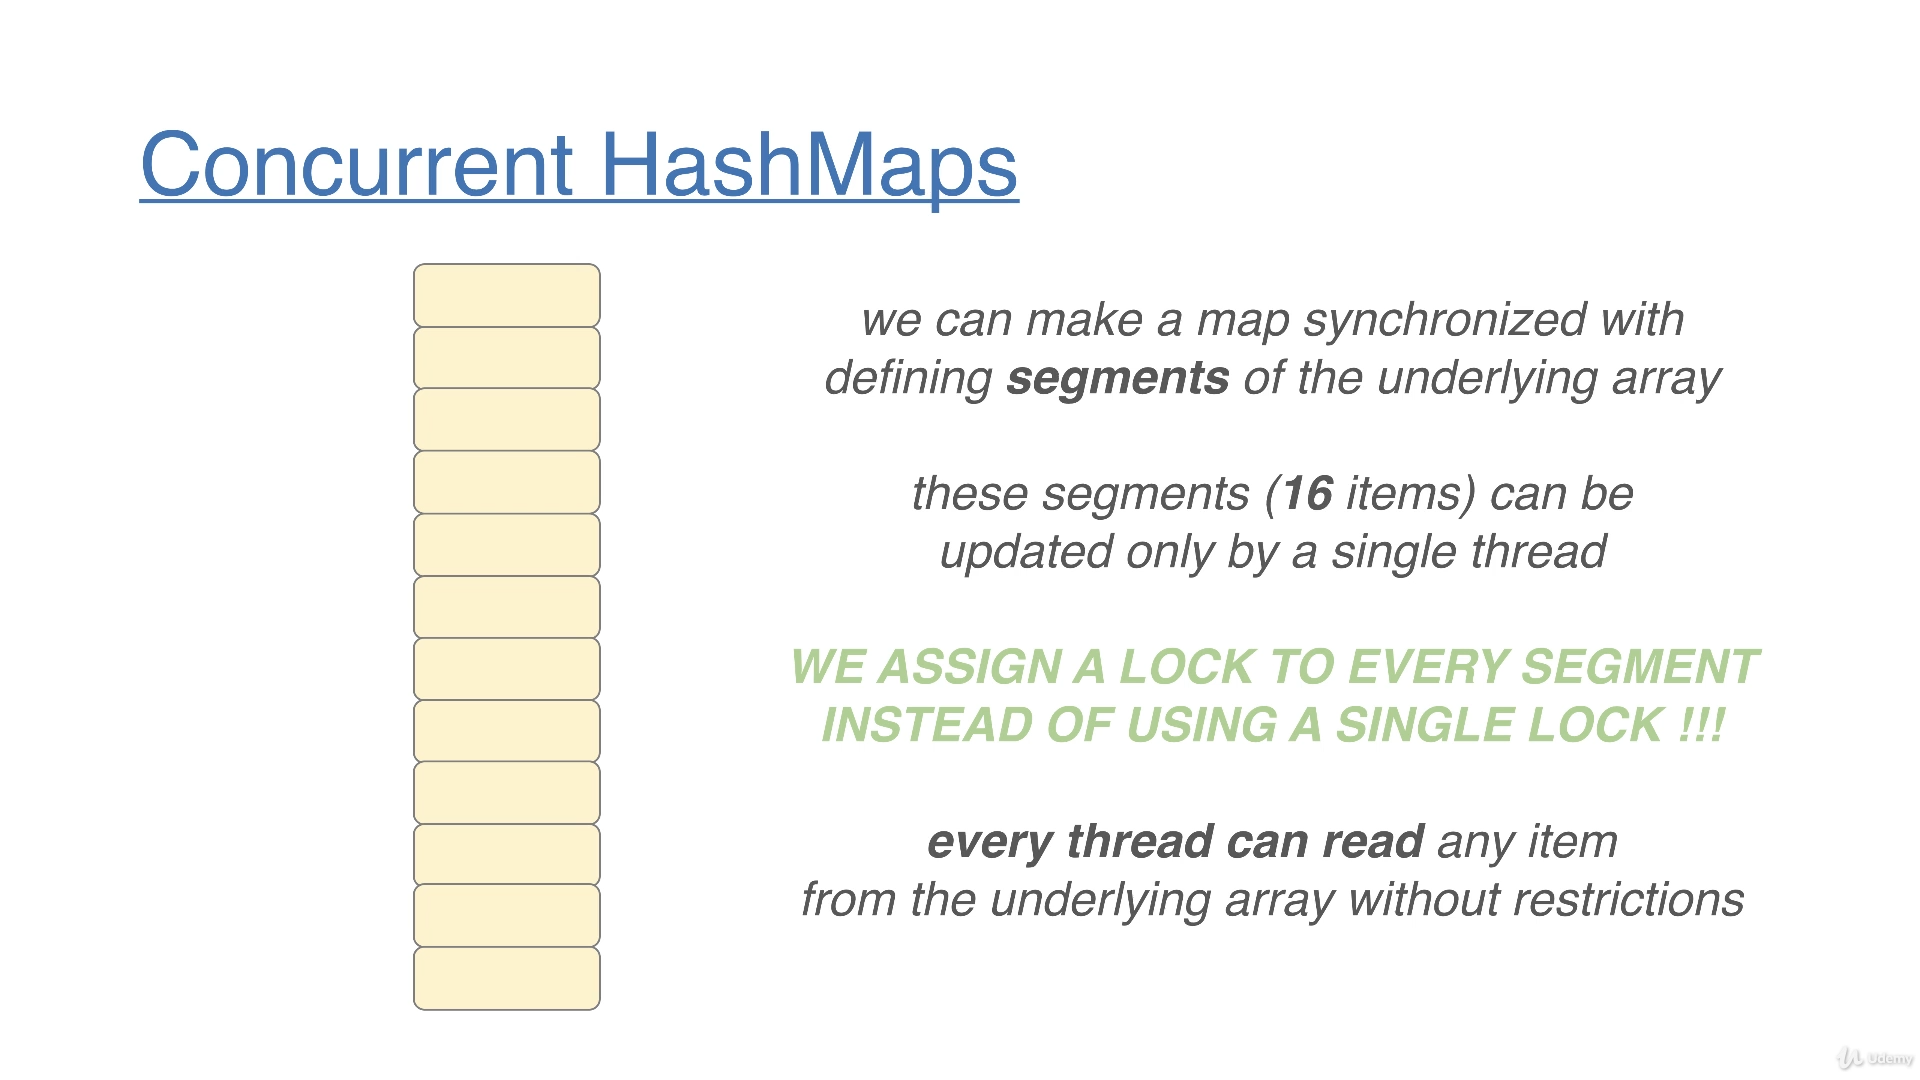 Concurrent HashMaps
we can make a map synchronized with
defining segments of the underlying array
these segments (16 items) can be
updated only by a single thread
WE ASSIGN A LOCK TO EVERY SEGMENT
INSTEAD OF USING A SINGLE LOCK !!!
every thread can read any item
from the underlying array without restrictions
Udemy